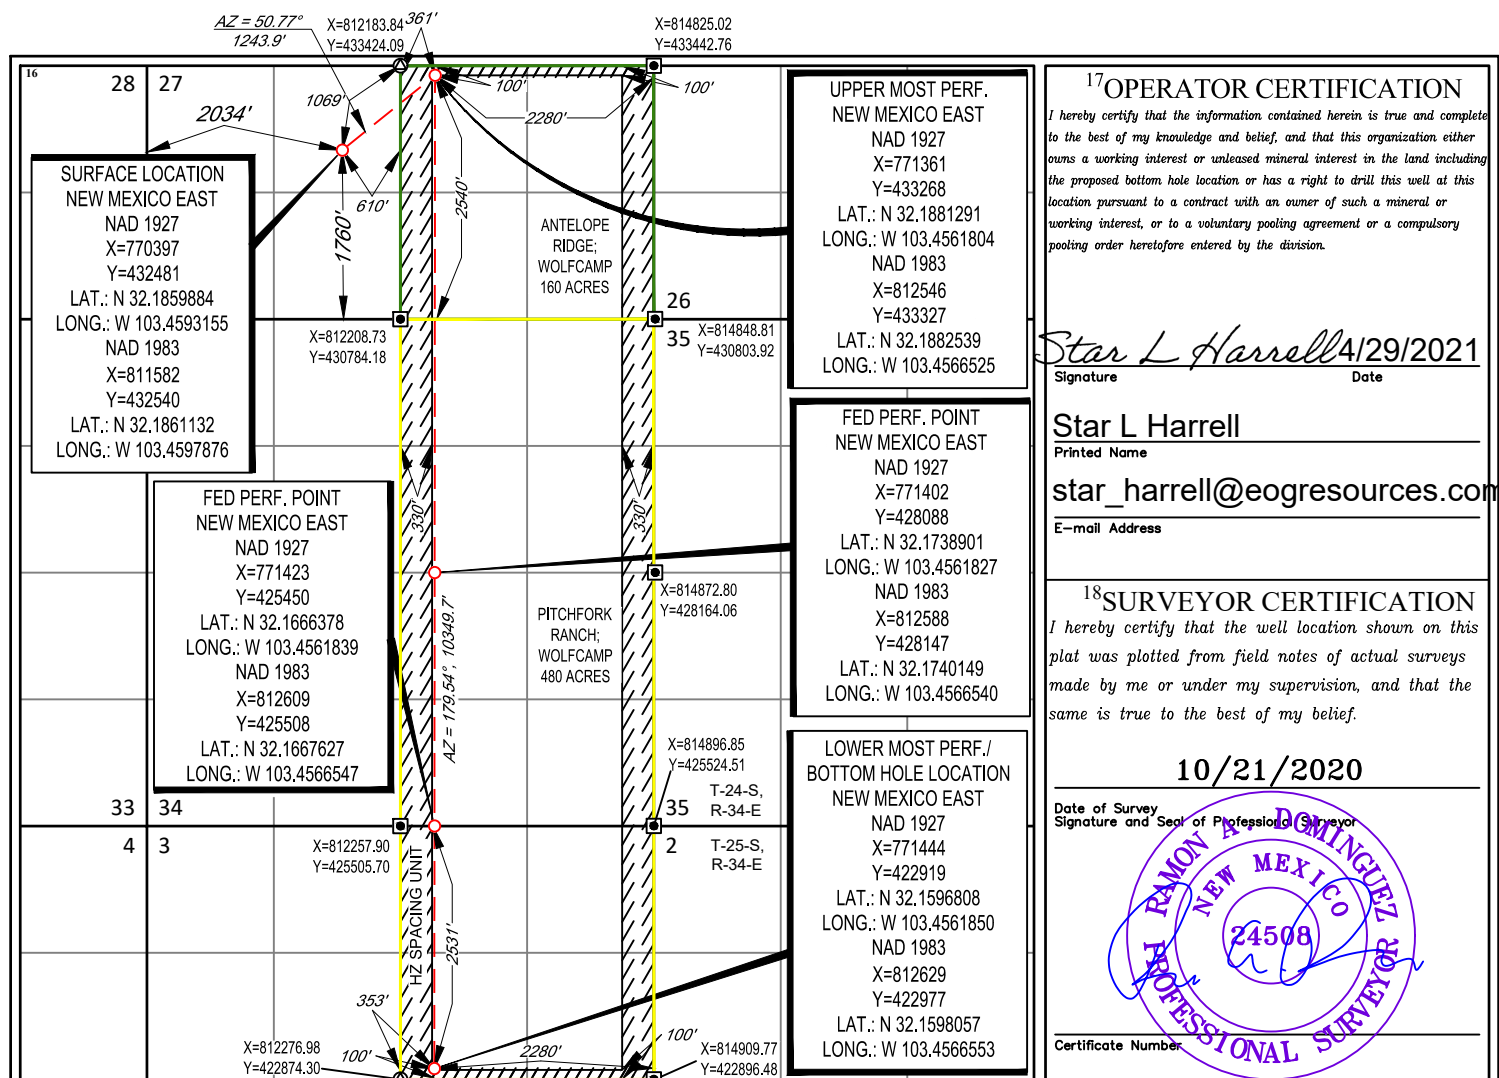 AZ = 50.77°
1243.9'
X=812183.84
Y=433424.09
361'
X=814825.02
Y=433442.76
16
28
27
2034'
1069'
100'
2280'
100'
610'
1760'
2540'
SURFACE LOCATION
NEW MEXICO EAST
NAD 1927
X=770397
Y=432481
LAT.: N 32.1859884
LONG.: W 103.4593155
NAD 1983
X=811582
Y=432540
LAT.: N 32.1861132
LONG.: W 103.4597876
ANTELOPE
RIDGE;
WOLFCAMP
160 ACRES
UPPER MOST PERF.
NEW MEXICO EAST
NAD 1927
X=771361
Y=433268
LAT.: N 32.1881291
LONG.: W 103.4561804
NAD 1983
X=812546
Y=433327
LAT.: N 32.1882539
LONG.: W 103.4566525
26
35
X=812208.73
Y=430784.18
X=814848.81
Y=430803.92
FED PERF. POINT
NEW MEXICO EAST
NAD 1927
X=771402
Y=428088
LAT.: N 32.1738901
LONG.: W 103.4561827
NAD 1983
X=812588
Y=428147
LAT.: N 32.1740149
LONG.: W 103.4566540
330'
330'
FED PERF. POINT
NEW MEXICO EAST
NAD 1927
X=771423
Y=425450
LAT.: N 32.1666378
LONG.: W 103.4561839
NAD 1983
X=812609
Y=425508
LAT.: N 32.1667627
LONG.: W 103.4566547
X=814872.80
Y=428164.06
PITCHFORK
RANCH;
WOLFCAMP
480 ACRES
AZ = 179.54°, 10349.7'
X=814896.85
Y=425524.51
T-24-S,
R-34-E
33
34
35
4
3
2
T-25-S,
R-34-E
X=812257.90
Y=425505.70
HZ SPACING UNIT
2531'
LOWER MOST PERF./
BOTTOM HOLE LOCATION
NEW MEXICO EAST
NAD 1927
X=771444
Y=422919
LAT.: N 32.1596808
LONG.: W 103.4561850
NAD 1983
X=812629
Y=422977
LAT.: N 32.1598057
LONG.: W 103.4566553
353'
X=812276.98
Y=422874.30
100'
2280'
100'
X=814909.77
Y=422896.48
17OPERATOR CERTIFICATION
I hereby certify that the information contained herein is true and complete
to the best of my knowledge and belief, and that this organization either
owns a working interest or unleased mineral interest in the land including
the proposed bottom hole location or has a right to drill this well at this
location pursuant to a contract with an owner of such a mineral or
working interest, or to a voluntary pooling agreement or a compulsory
pooling order heretofore entered by the division.
Star L Harrell 4/29/2021
Signature Date
Star L Harrell
Printed Name
star_harrell@eogresources.com
E-mail Address
18SURVEYOR CERTIFICATION
I hereby certify that the well location shown on this
plat was plotted from field notes of actual surveys
made by me or under my supervision, and that the
same is true to the best of my belief.
10/21/2020
Date of Survey
Signature and Seal of Professional Surveyor
RAMON A. DOMINGUEZ
NEW MEXICO
24508
PROFESSIONAL SURVEYOR
Certificate Number